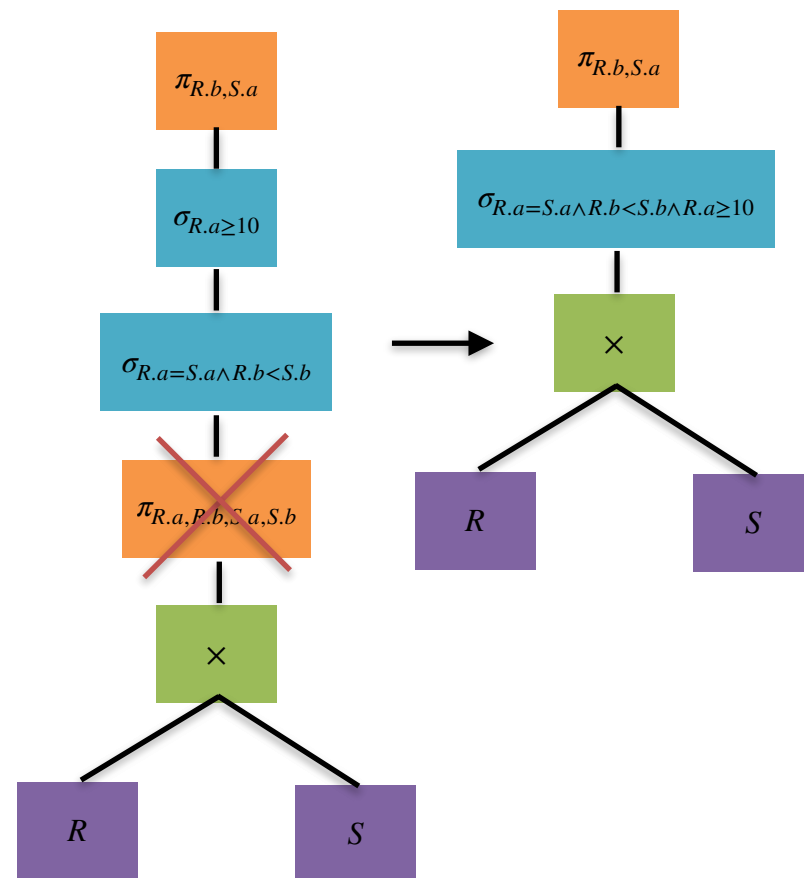 π_{R.b,S.a}
σ_{R.a≥10}
σ_{R.a=S.a∧R.b<S.b}
π_{R.a,R.b,S.a,S.b}
×
R
S
π_{R.b,S.a}
σ_{R.a=S.a∧R.b<S.b∧R.a≥10}
×
R
S